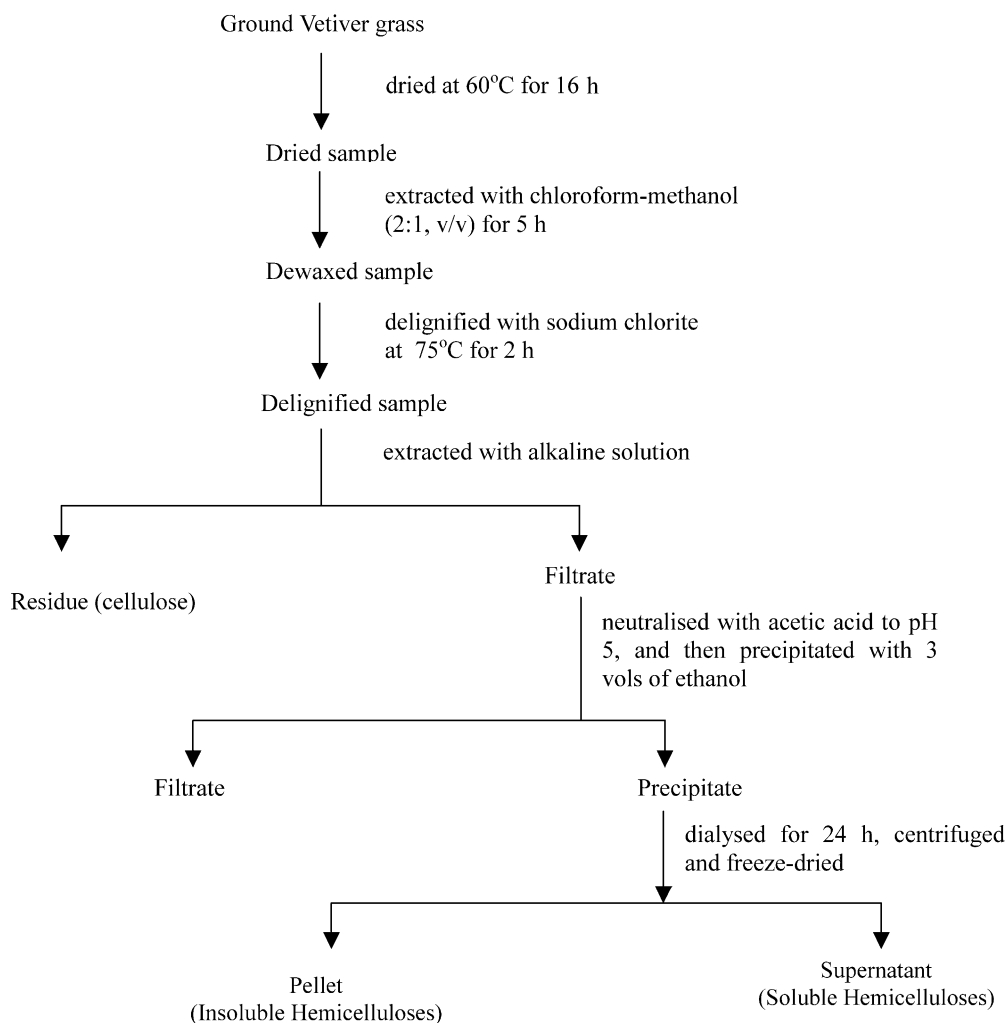 Ground Vetiver grass
dried at 60°C for 16 h
Dried sample
extracted with chloroform-methanol
(2:1, v/v) for 5 h
Dewaxed sample
delignified with sodium chlorite
at 75°C for 2 h
Delignified sample
extracted with alkaline solution
Residue (cellulose)
Filtrate
neutralised with acetic acid to pH
5, and then precipitated with 3
vols of ethanol
Filtrate
Precipitate
dialysed for 24 h, centrifuged
and freeze-dried
Pellet
(Insoluble Hemicelluloses)
Supernatant
(Soluble Hemicelluloses)